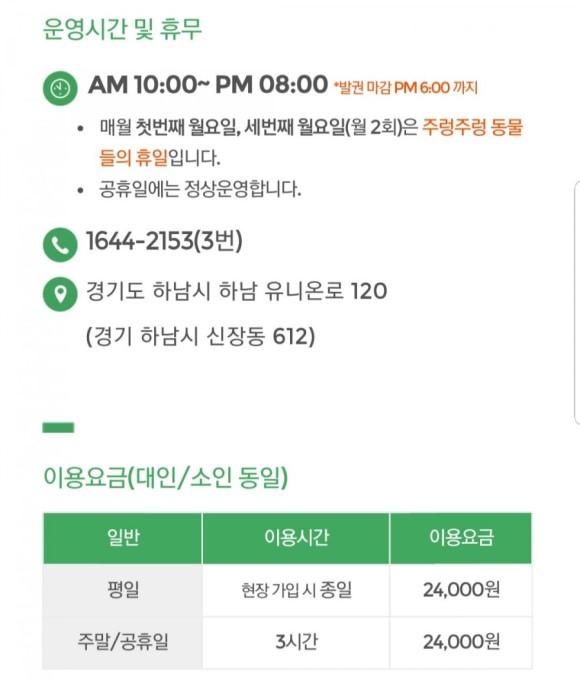 운영시간 및 휴무
AM 10:00~ PM 08:00 *발권 마감 PM 6:00 까지
• 매월 첫번째 월요일, 세번째 월요일(월 2회)은 주렁주렁 동물
들의 휴일입니다.
• 공휴일에는 정상운영합니다.
1644-2153(3번)
경기도 하남시 하남 유니온로 120
(경기 하남시 신장동 612)
이용요금(대인/소인 동일)
일반 이용시간 이용요금
평일 현장 가입 시 종일 24,000원
주말/공휴일 3시간 24,000원